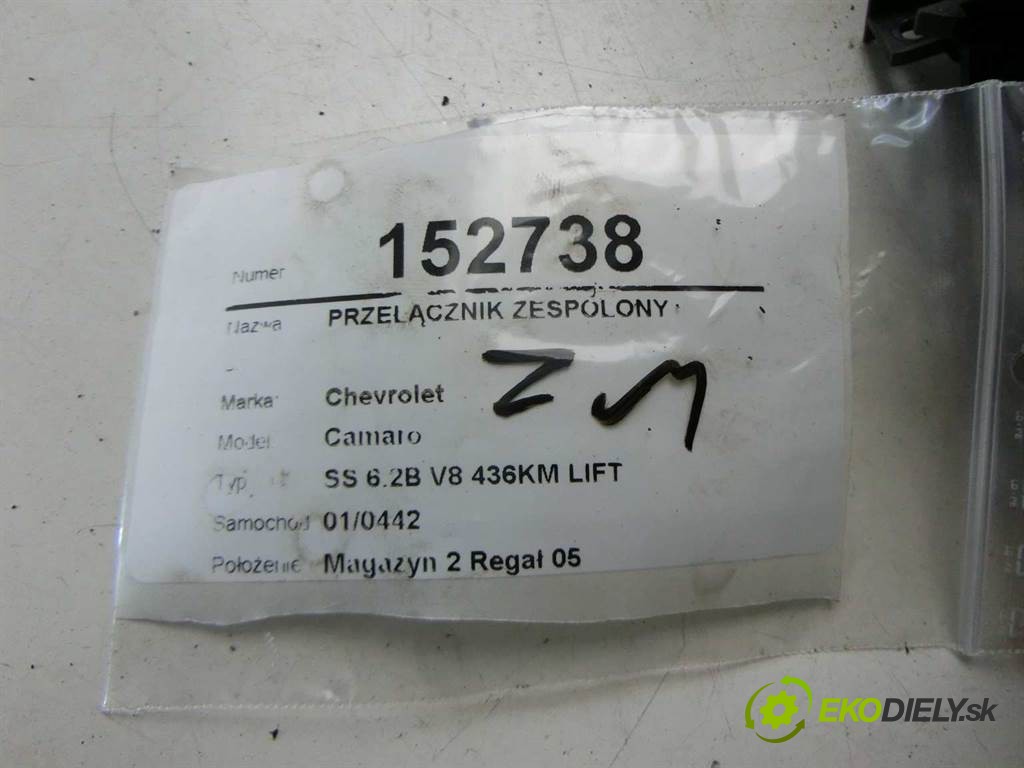 Numer 152738
Nazwa PRZEŁĄCZNIK ZESPOLONY
Marka Chevrolet
Model Camaro
Typ SS 6.2B V8 436KM LIFT
Samochód 01/0442
Położenie Magazyn 2 Regał 05
EKODIELY.sk